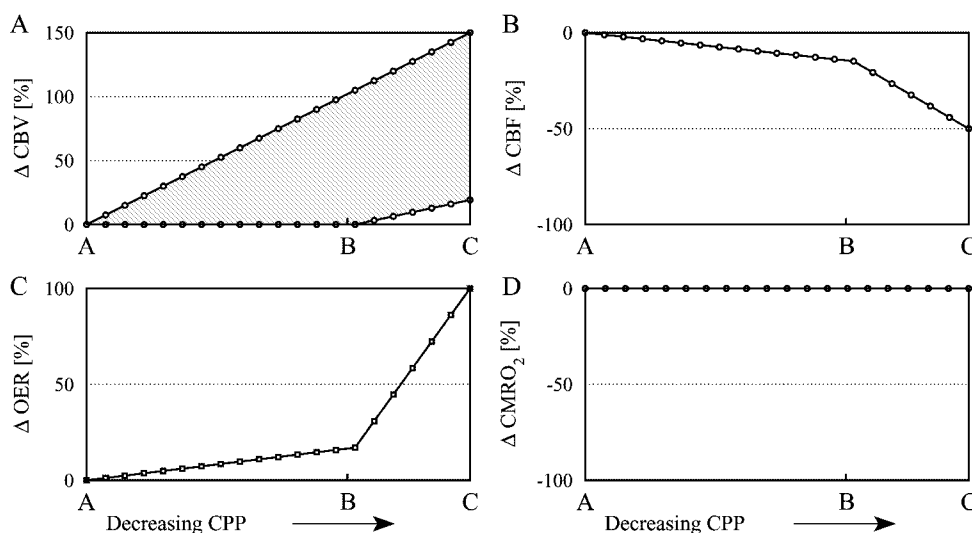 A
150
100
50
0
Δ CBV [%]
A
B
C
B
0
-50
-100
Δ CBF [%]
A
B
C
C
100
50
0
Δ OER [%]
A
B
C
Decreasing CPP
D
0
-50
-100
Δ CMRO₂ [%]
A
B
C
Decreasing CPP